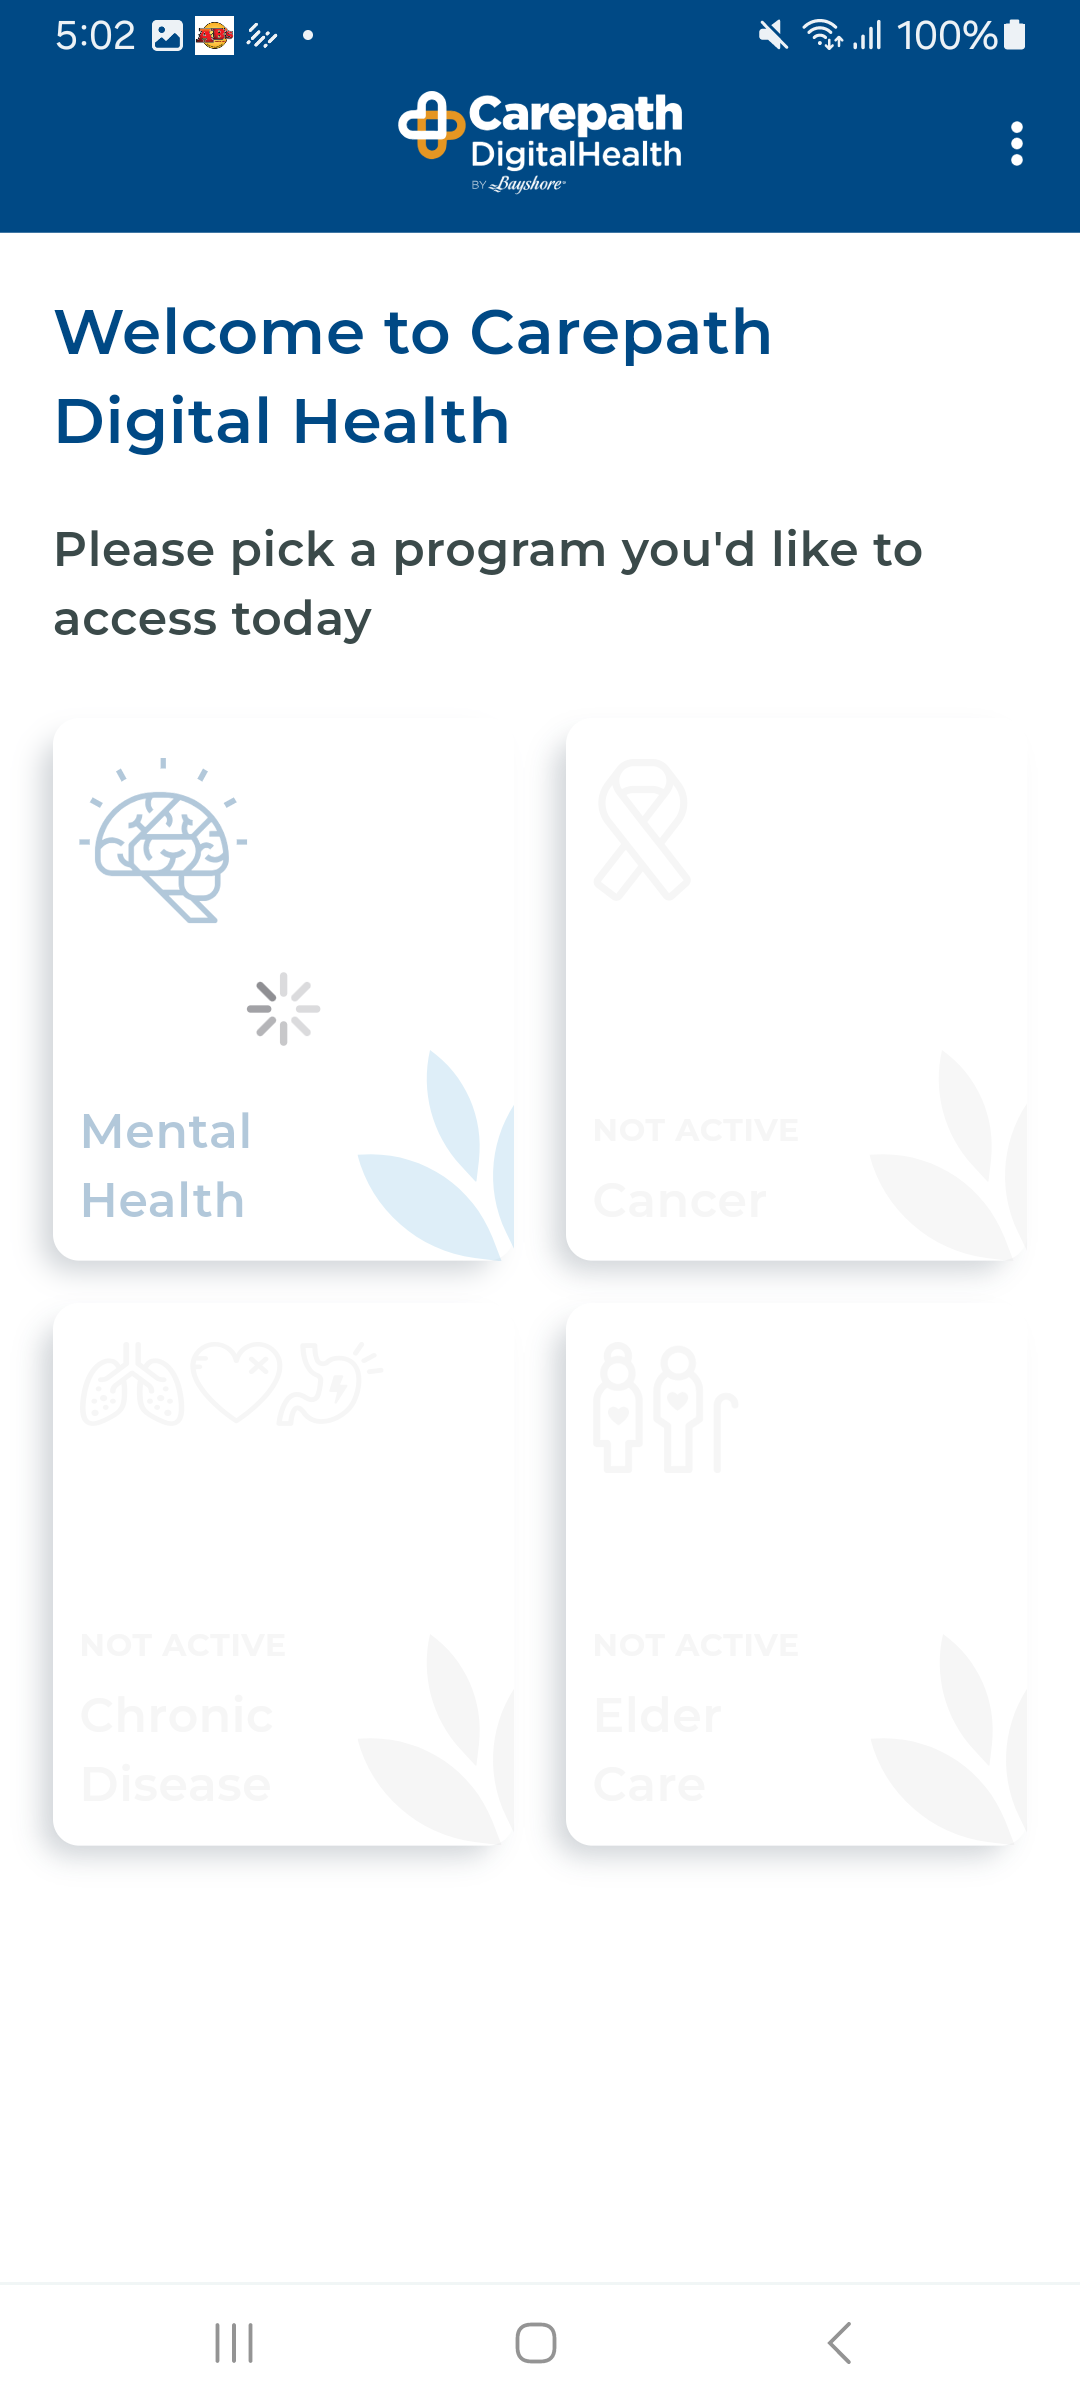 5:02
100%
Carepath
DigitalHealth
BY Bayshore
Welcome to Carepath
Digital Health
Please pick a program you'd like to
access today
Mental
Health
NOT ACTIVE
Cancer
NOT ACTIVE
Chronic
Disease
NOT ACTIVE
Elder
Care